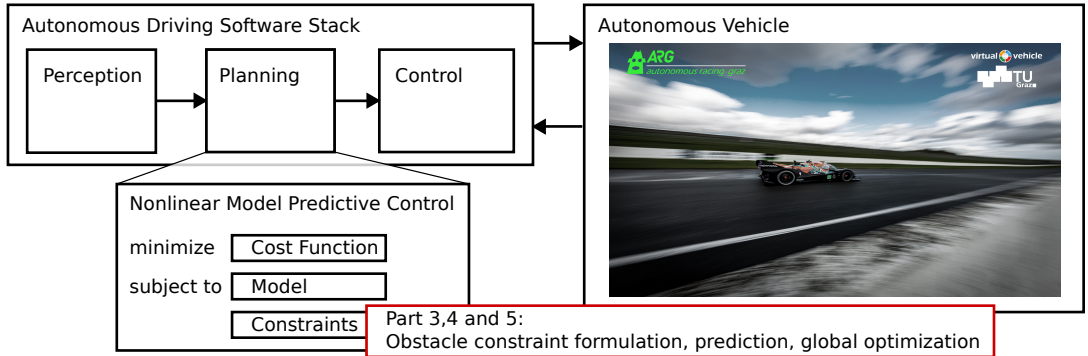 Autonomous Driving Software Stack
Perception
Planning
Control
Autonomous Vehicle
ARG
autonomous racing graz
virtual vehicle
TU
Graz
Nonlinear Model Predictive Control
minimize
Cost Function
subject to
Model
Constraints
Part 3,4 and 5:
Obstacle constraint formulation, prediction, global optimization